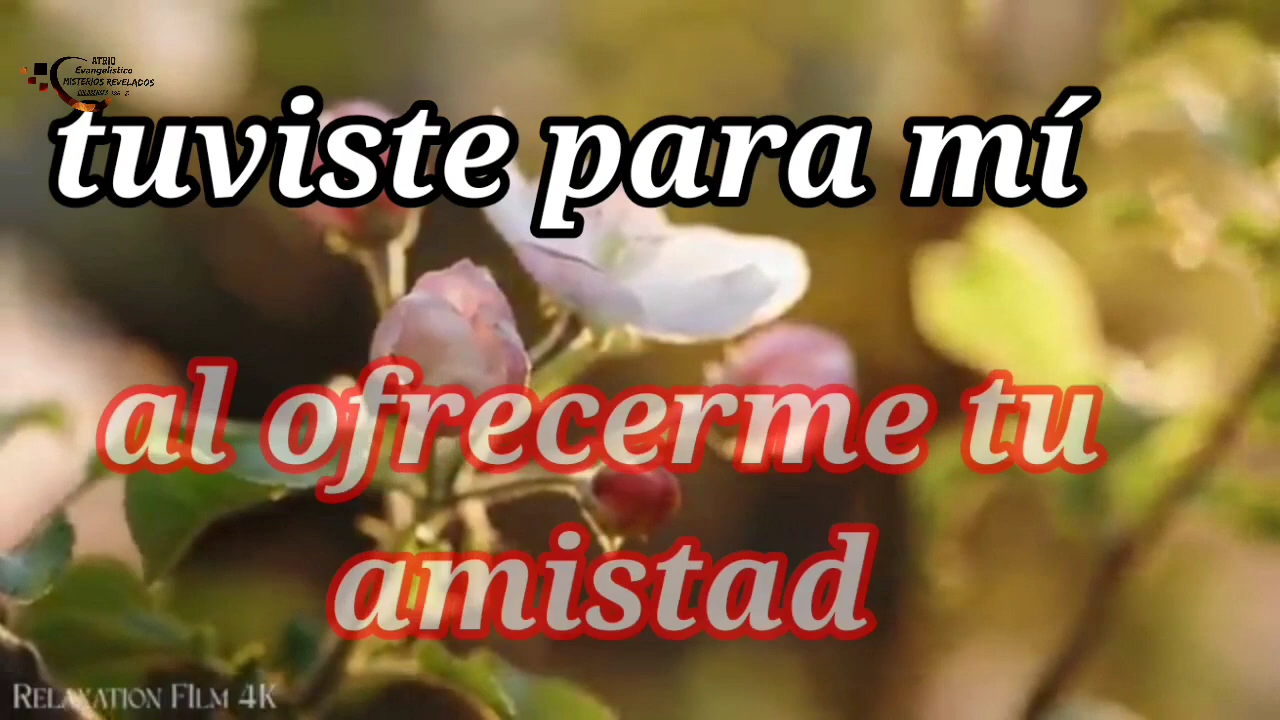 ATRIO
Evangelístico
MISTERIOS REVELADOS
tuviste para mí
al ofrecerme tu
amistad
RELAXATION FILM 4K